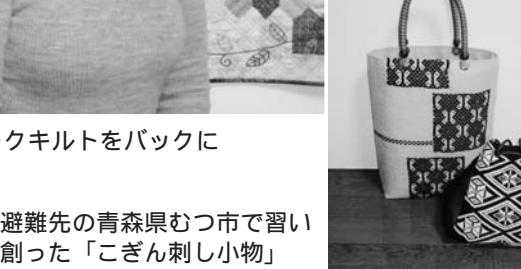 クキルトをバックに
避難先の青森県むつ市で習い
創った「こぎん刺し小物」